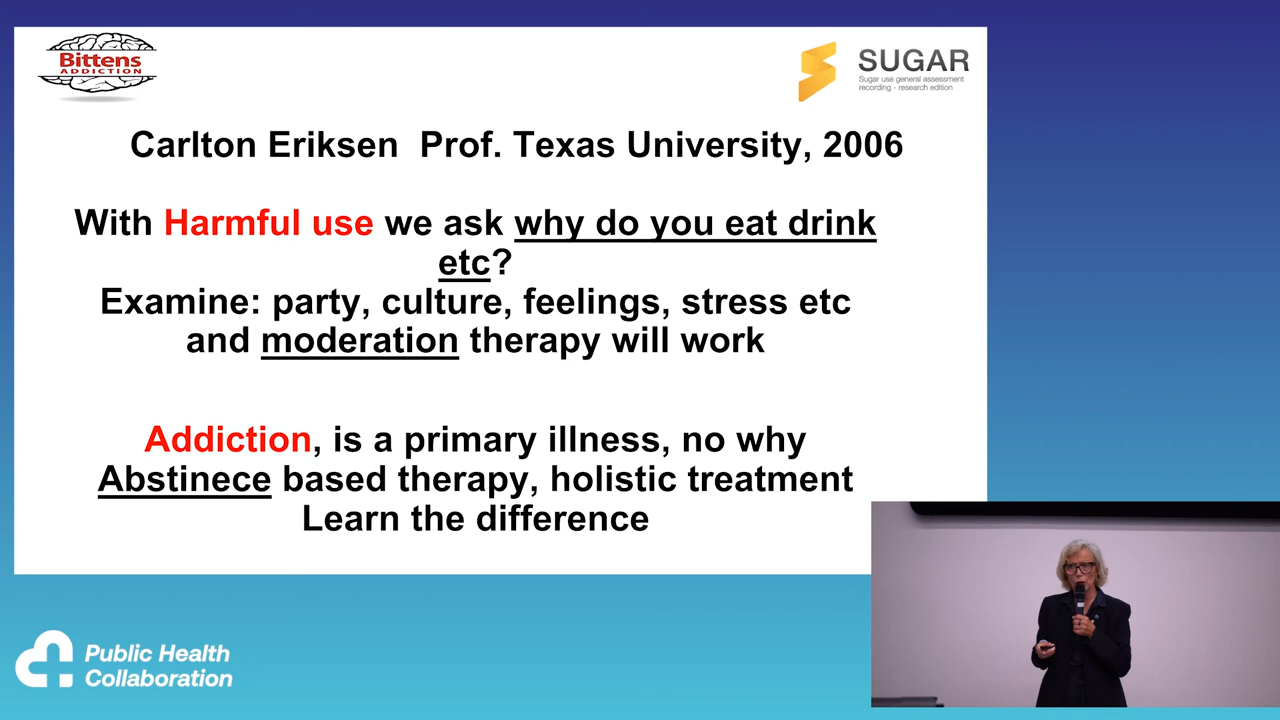 Bittens
ADDICTION
SUGAR
Sugar use general assessment
recording - research edition
Carlton Eriksen Prof. Texas University, 2006
With Harmful use we ask why do you eat drink
etc?
Examine: party, culture, feelings, stress etc
and moderation therapy will work
Addiction, is a primary illness, no why
Abstinece based therapy, holistic treatment
Learn the difference
Public Health
Collaboration